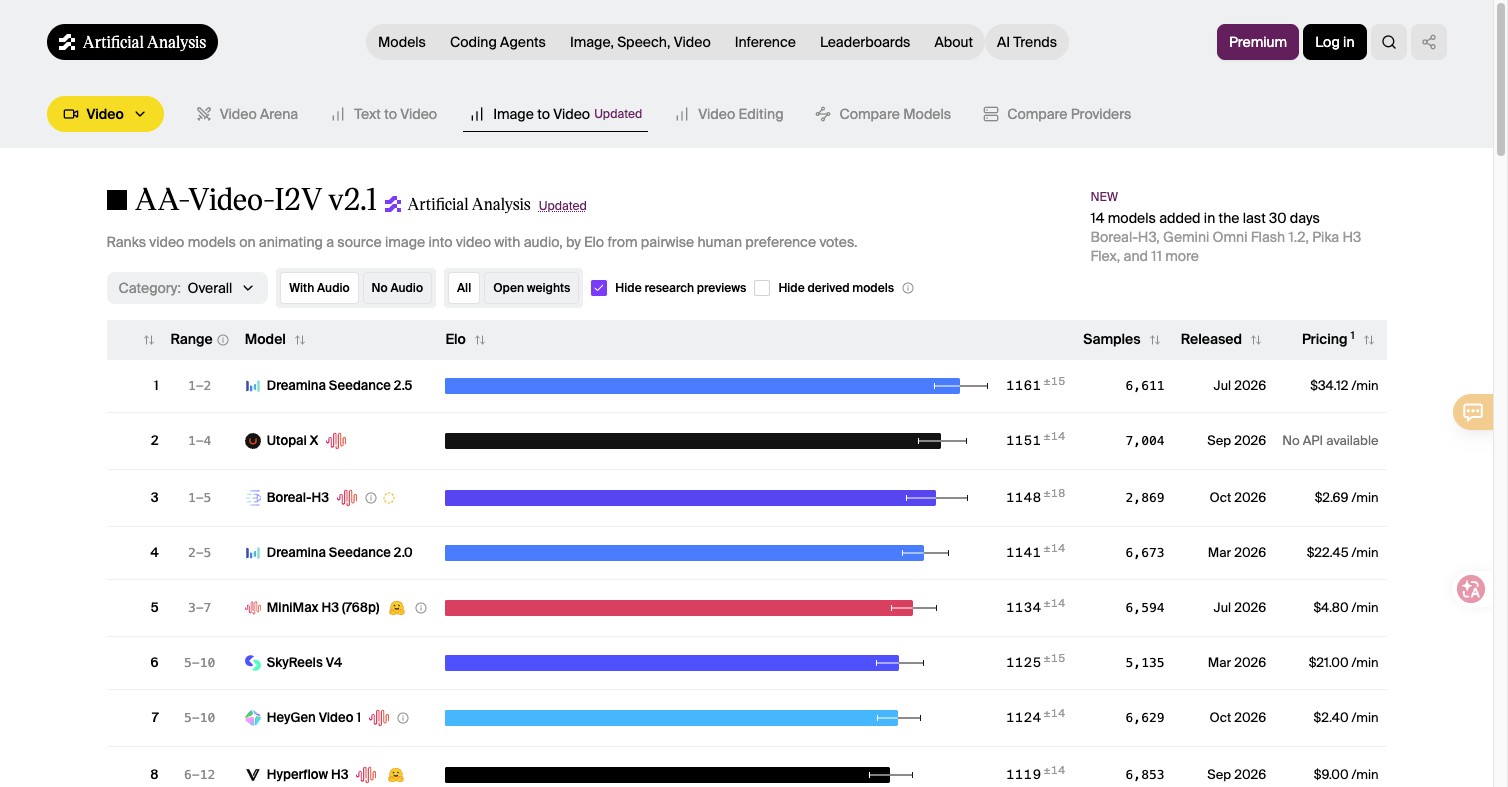 Artificial Analysis
Models Coding Agents Image, Speech, Video Inference Leaderboards About AI Trends
Premium Log in
Video Video Arena Text to Video Image to Video Updated Video Editing Compare Models Compare Providers
AA-Video-I2V v2.1 Artificial Analysis Updated
Ranks video models on animating a source image into video with audio, by Elo from pairwise human preference votes.
NEW
14 models added in the last 30 days
Boreal-H3, Gemini Omni Flash 1.2, Pika H3
Flex, and 11 more
Category: Overall With Audio No Audio All Open weights Hide research previews Hide derived models
Range Model Elo Samples Released Pricing 1
1 1–2 Dreamina Seedance 2.5 1161 ±15 6,611 Jul 2026 $34.12 /min
2 1–4 Utopai X 1151 ±14 7,004 Sep 2026 No API available
3 1–5 Boreal-H3 1148 ±18 2,869 Oct 2026 $2.69 /min
4 2–5 Dreamina Seedance 2.0 1141 ±14 6,673 Mar 2026 $22.45 /min
5 3–7 MiniMax H3 (768p) 1134 ±14 6,594 Jul 2026 $4.80 /min
6 5–10 SkyReels V4 1125 ±15 5,135 Mar 2026 $21.00 /min
7 5–10 HeyGen Video 1 1124 ±14 6,629 Oct 2026 $2.40 /min
8 6–12 Hyperflow H3 1119 ±14 6,853 Sep 2026 $9.00 /min